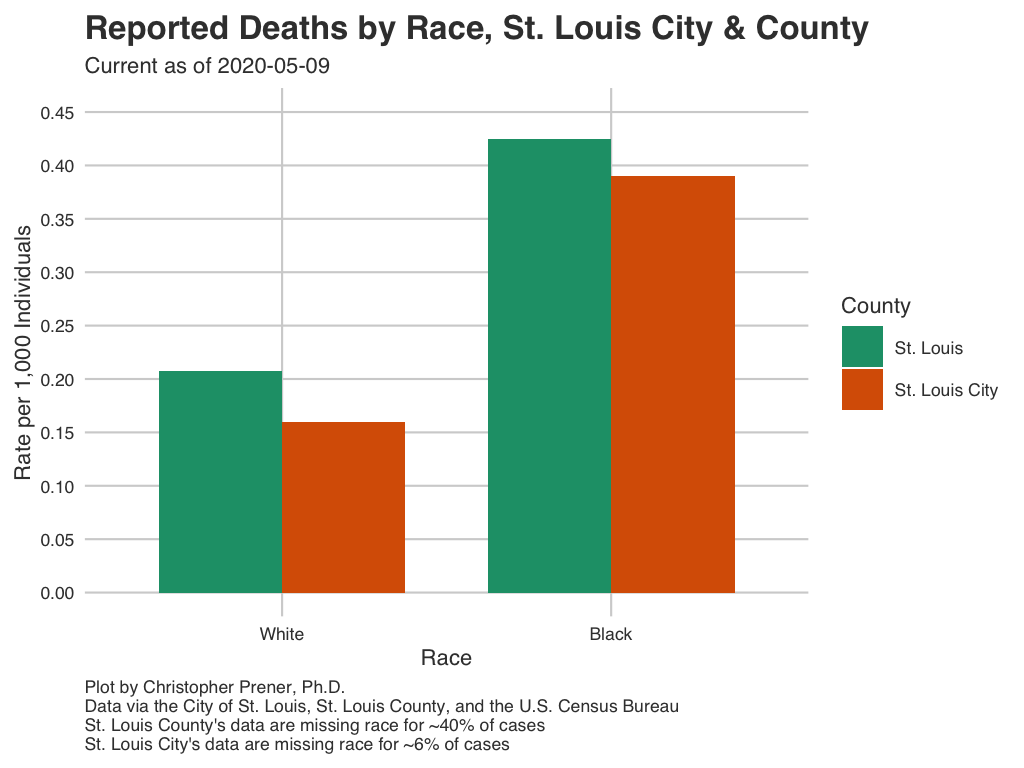 Reported Deaths by Race, St. Louis City & County
Current as of 2020-05-09
0.45
0.40
0.35
0.30
0.25
0.20
0.15
0.10
0.05
0.00
Rate per 1,000 Individuals
White
Black
Race
County
St. Louis
St. Louis City
Plot by Christopher Prener, Ph.D.
Data via the City of St. Louis, St. Louis County, and the U.S. Census Bureau
St. Louis County's data are missing race for ~40% of cases
St. Louis City's data are missing race for ~6% of cases